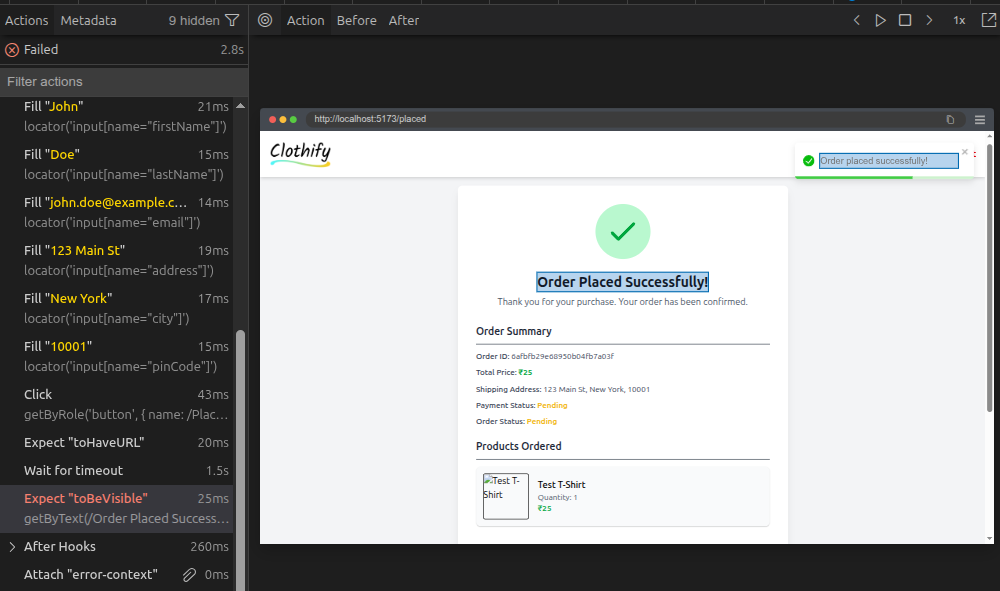 Actions Metadata 9 hidden
Action Before After 1x
Failed 2.8s
Filter actions
Fill "John" 21ms
locator('input[name="firstName"]')
Fill "Doe" 15ms
locator('input[name="lastName"]')
Fill "john.doe@example.c... 14ms
locator('input[name="email"]')
Fill "123 Main St" 19ms
locator('input[name="address"]')
Fill "New York" 17ms
locator('input[name="city"]')
Fill "10001" 15ms
locator('input[name="pinCode"]')
Click 43ms
getByRole('button', { name: /Plac...
Expect "toHaveURL" 20ms
Wait for timeout 1.5s
Expect "toBeVisible" 25ms
getByText(/Order Placed Success...
After Hooks 260ms
Attach "error-context" 0ms
http://localhost:5173/placed
Clothify
Order placed successfully!
Order Placed Successfully!
Thank you for your purchase. Your order has been confirmed.
Order Summary
Order ID: 6afbfb29e68950b04fb7a03f
Total Price: ₹25
Shipping Address: 123 Main St, New York, 10001
Payment Status: Pending
Order Status: Pending
Products Ordered
Test T-
Shirt
Test T-Shirt
Quantity: 1
₹25